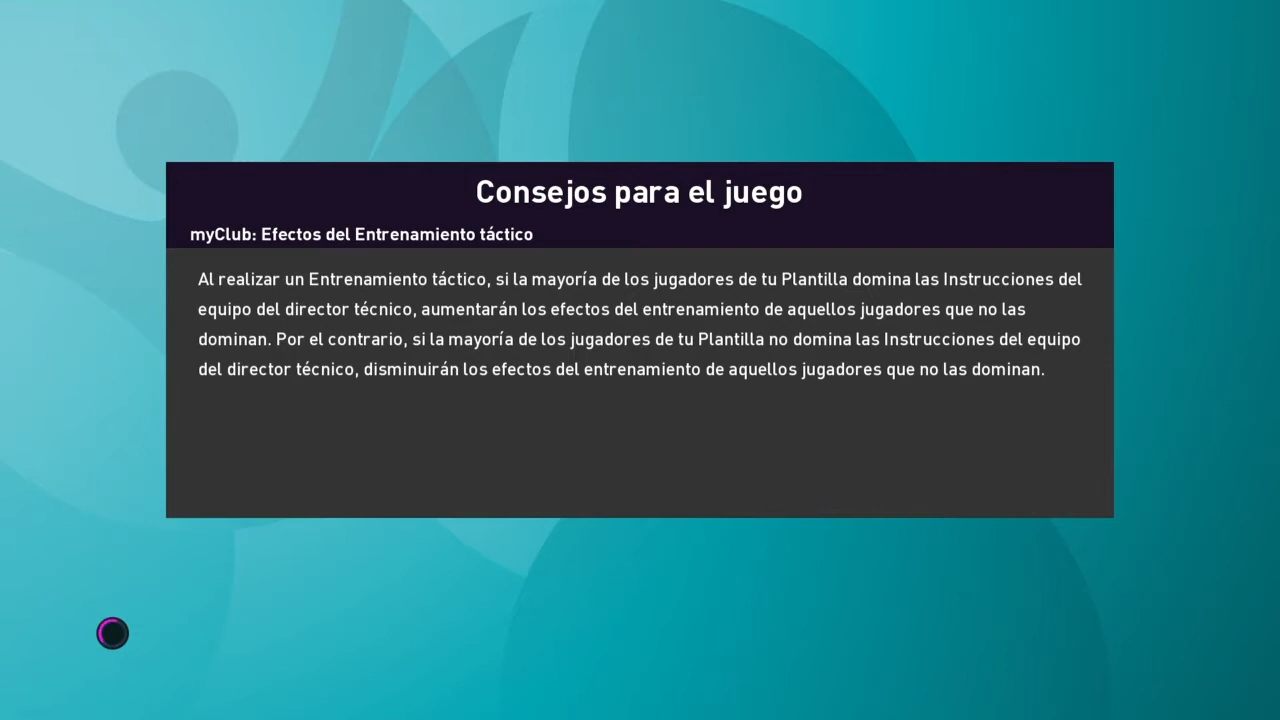 Consejos para el juego
myClub: Efectos del Entrenamiento táctico
Al realizar un Entrenamiento táctico, si la mayoría de los jugadores de tu Plantilla domina las Instrucciones del
equipo del director técnico, aumentarán los efectos del entrenamiento de aquellos jugadores que no las
dominan. Por el contrario, si la mayoría de los jugadores de tu Plantilla no domina las Instrucciones del equipo
del director técnico, disminuirán los efectos del entrenamiento de aquellos jugadores que no las dominan.